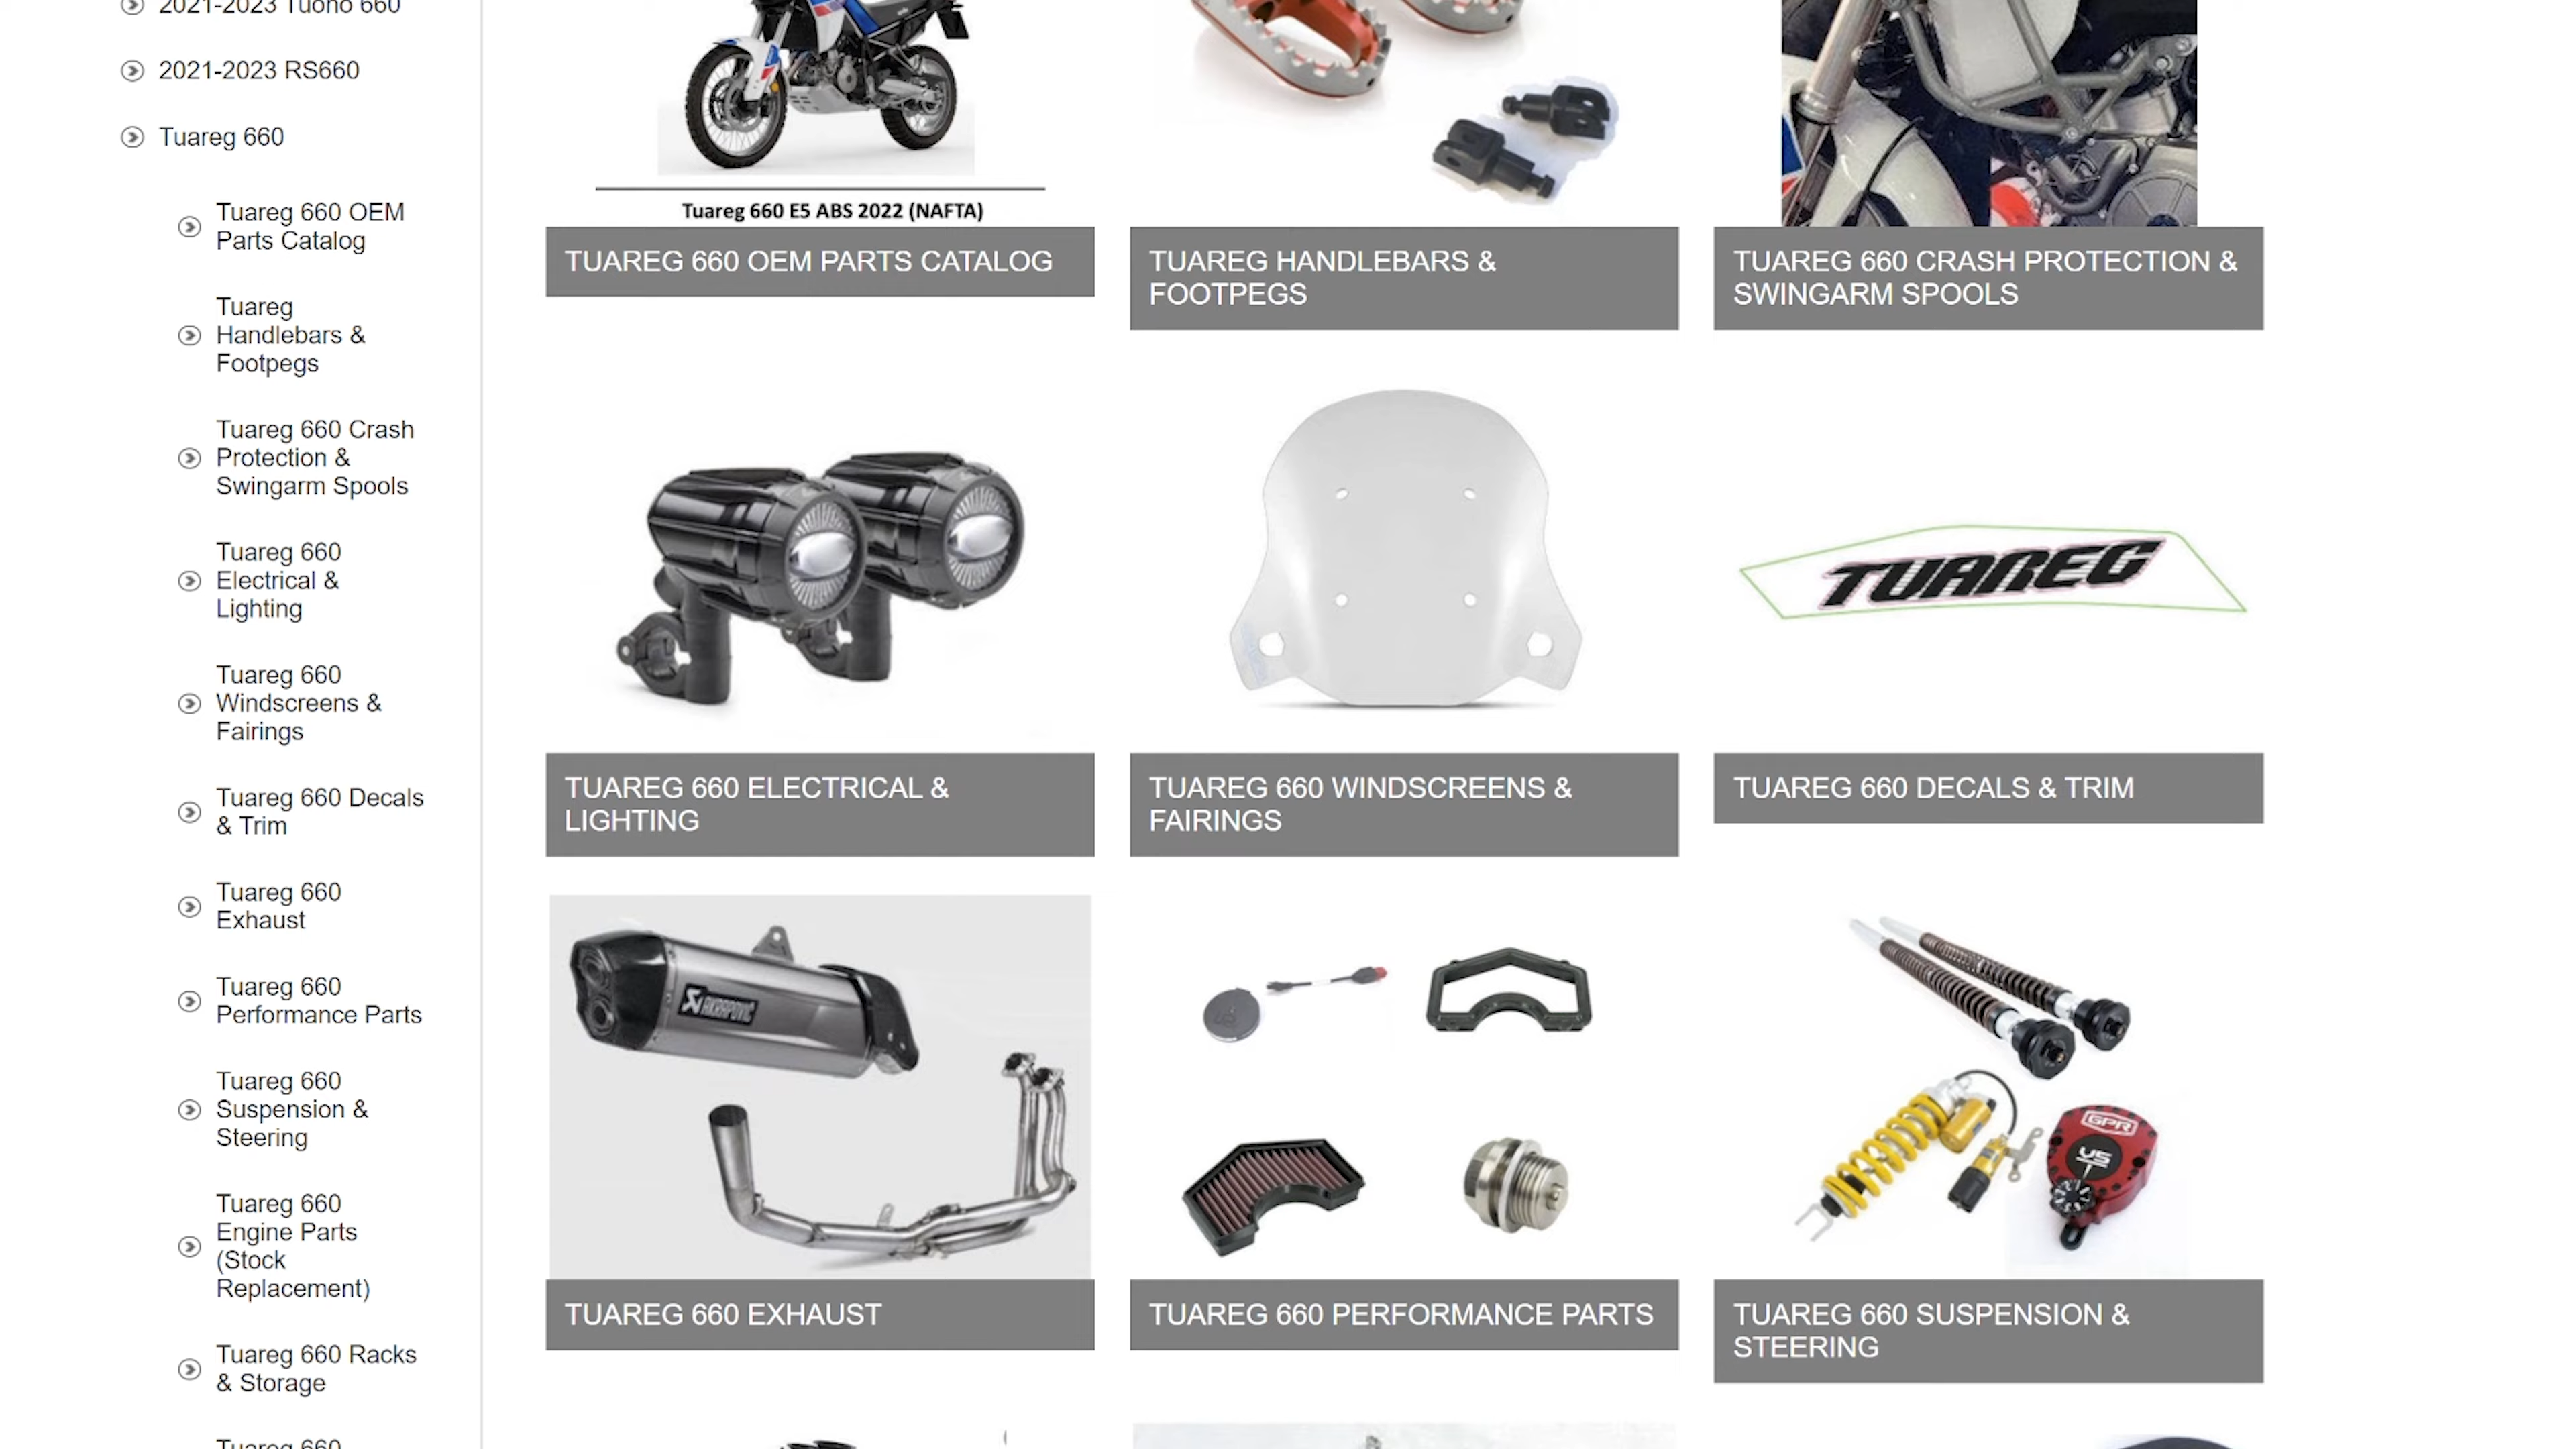 2021-2023 Tuono 660
2021-2023 RS660
Tuareg 660
Tuareg 660 OEM
Parts Catalog
Tuareg
Handlebars &
Footpegs
Tuareg 660 Crash
Protection &
Swingarm Spools
Tuareg 660
Electrical &
Lighting
Tuareg 660
Windscreens &
Fairings
Tuareg 660 Decals
& Trim
Tuareg 660
Exhaust
Tuareg 660
Performance Parts
Tuareg 660
Suspension &
Steering
Tuareg 660
Engine Parts
(Stock
Replacement)
Tuareg 660 Racks
& Storage
Tuareg 660
Tuareg 660 E5 ABS 2022 (NAFTA)
TUAREG 660 OEM PARTS CATALOG
TUAREG HANDLEBARS &
FOOTPEGS
TUAREG 660 CRASH PROTECTION &
SWINGARM SPOOLS
TUAREG
TUAREG 660 ELECTRICAL &
LIGHTING
TUAREG 660 WINDSCREENS &
FAIRINGS
TUAREG 660 DECALS & TRIM
AKRAPOVIČ
GPR
V5
TUAREG 660 EXHAUST
TUAREG 660 PERFORMANCE PARTS
TUAREG 660 SUSPENSION &
STEERING